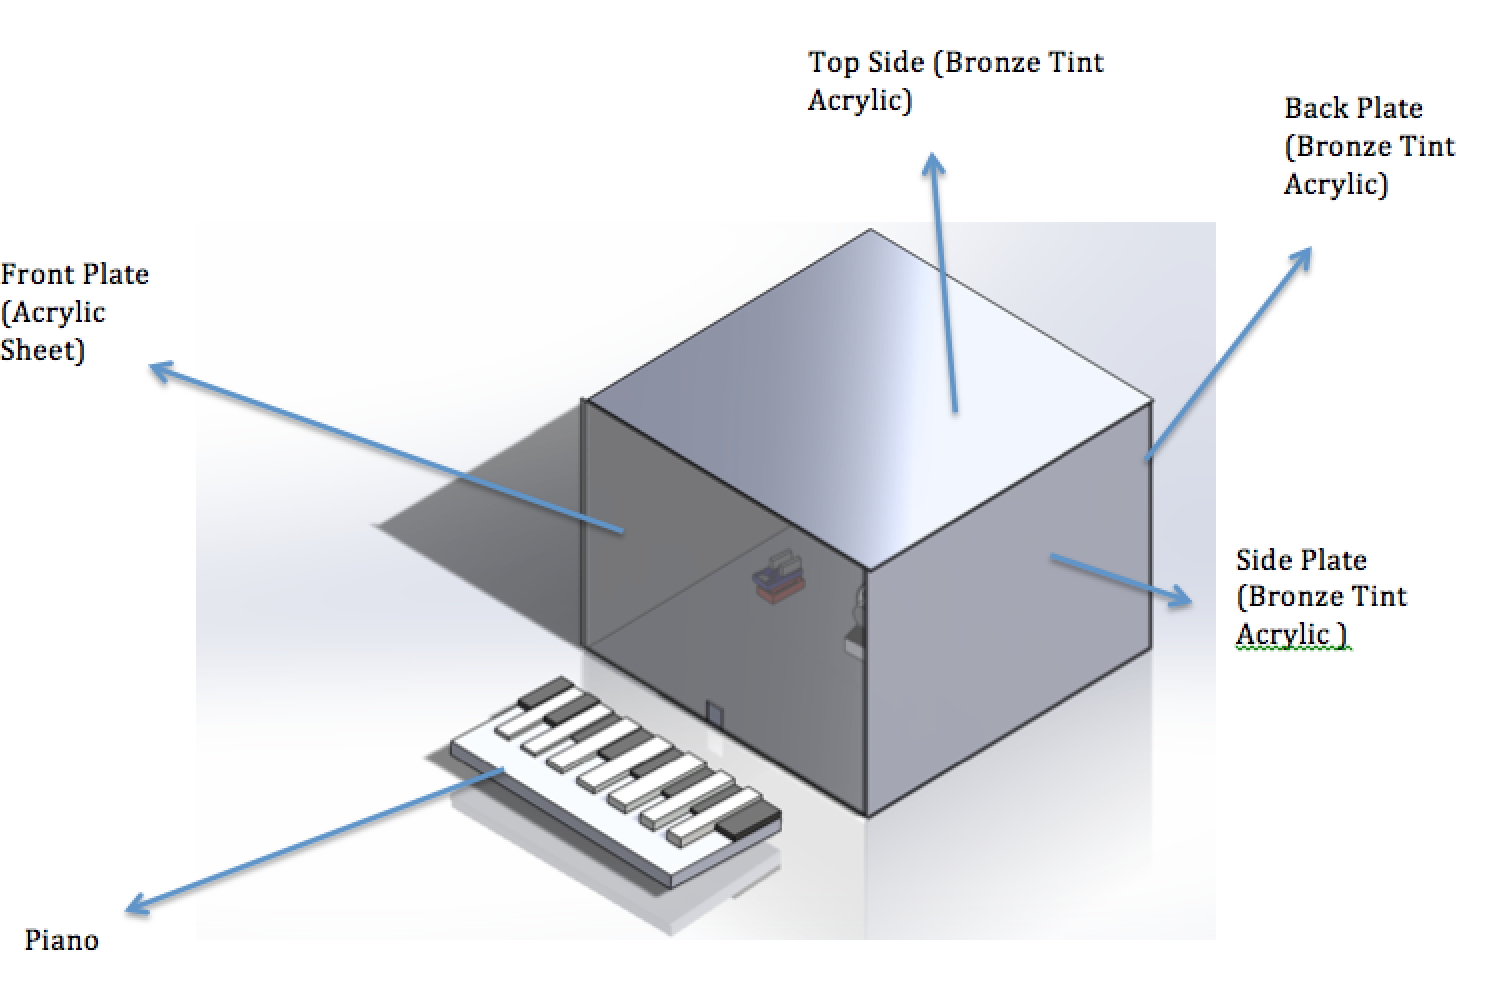 Top Side (Bronze Tint
Acrylic)
Back Plate
(Bronze Tint
Acrylic)
Front Plate
(Acrylic
Sheet)
Side Plate
(Bronze Tint
Acrylic )
Piano